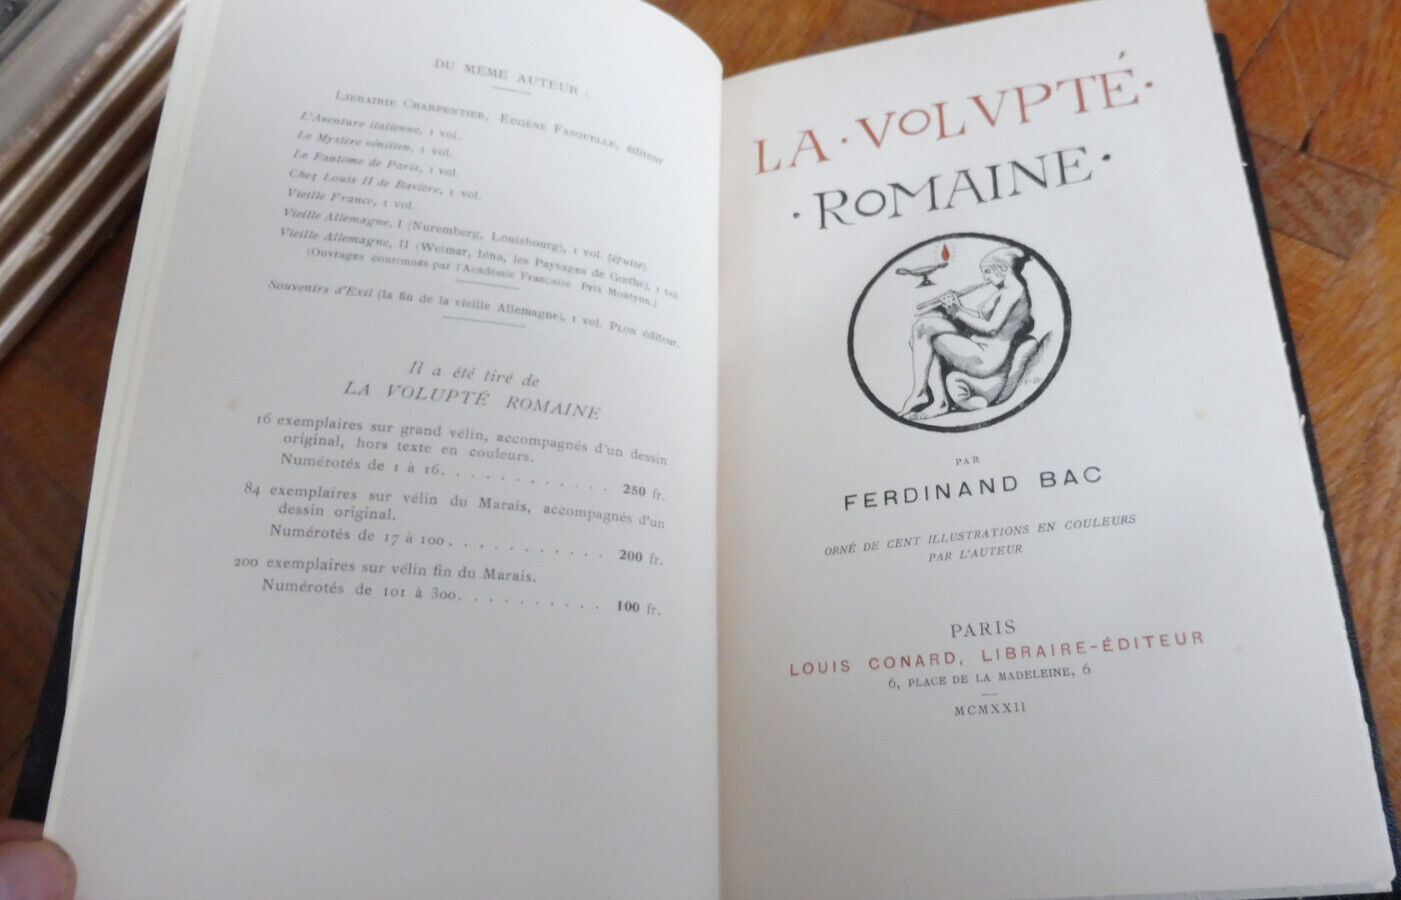 DU MÊME AUTEUR :
LIBRAIRIE CHARPENTIER, EUGÈNE FASQUELLE, éditeur
L'Aventure italienne, 1 vol.
Le Mystère vénitien, 1 vol.
Le Fantôme de Paris, 1 vol.
Chez Louis II de Bavière, 1 vol.
Vieille France, 1 vol.
Vieille Allemagne, I (Nuremberg, Louisbourg), 1 vol. (épuisé).
Vieille Allemagne, II (Weimar, Iéna, les Paysages de Gœthe), 1 vol.
(Ouvrages couronnés par l'Académie Française Prix Montyon.)
Souvenirs d'Exil (la fin de la vieille Allemagne), 1 vol. PLON éditeur.
Il a été tiré de
LA VOLUPTÉ ROMAINE
16 exemplaires sur grand vélin, accompagnés d'un dessin
original, hors texte en couleurs.
Numérotés de 1 à 16. . . . . . . . . . . . 250 fr.
84 exemplaires sur vélin du Marais, accompagnés d'un
dessin original.
Numérotés de 17 à 100. . . . . . . . . . . 200 fr.
200 exemplaires sur vélin fin du Marais.
Numérotés de 101 à 300. . . . . . . . . . 100 fr.
LA · VOLVPTÉ ·
· ROMAINE ·
F·B
PAR
FERDINAND BAC
ORNÉ DE CENT ILLUSTRATIONS EN COULEURS
PAR L'AUTEUR
PARIS
LOUIS CONARD, LIBRAIRE-ÉDITEUR
6, PLACE DE LA MADELEINE, 6
MCMXXII